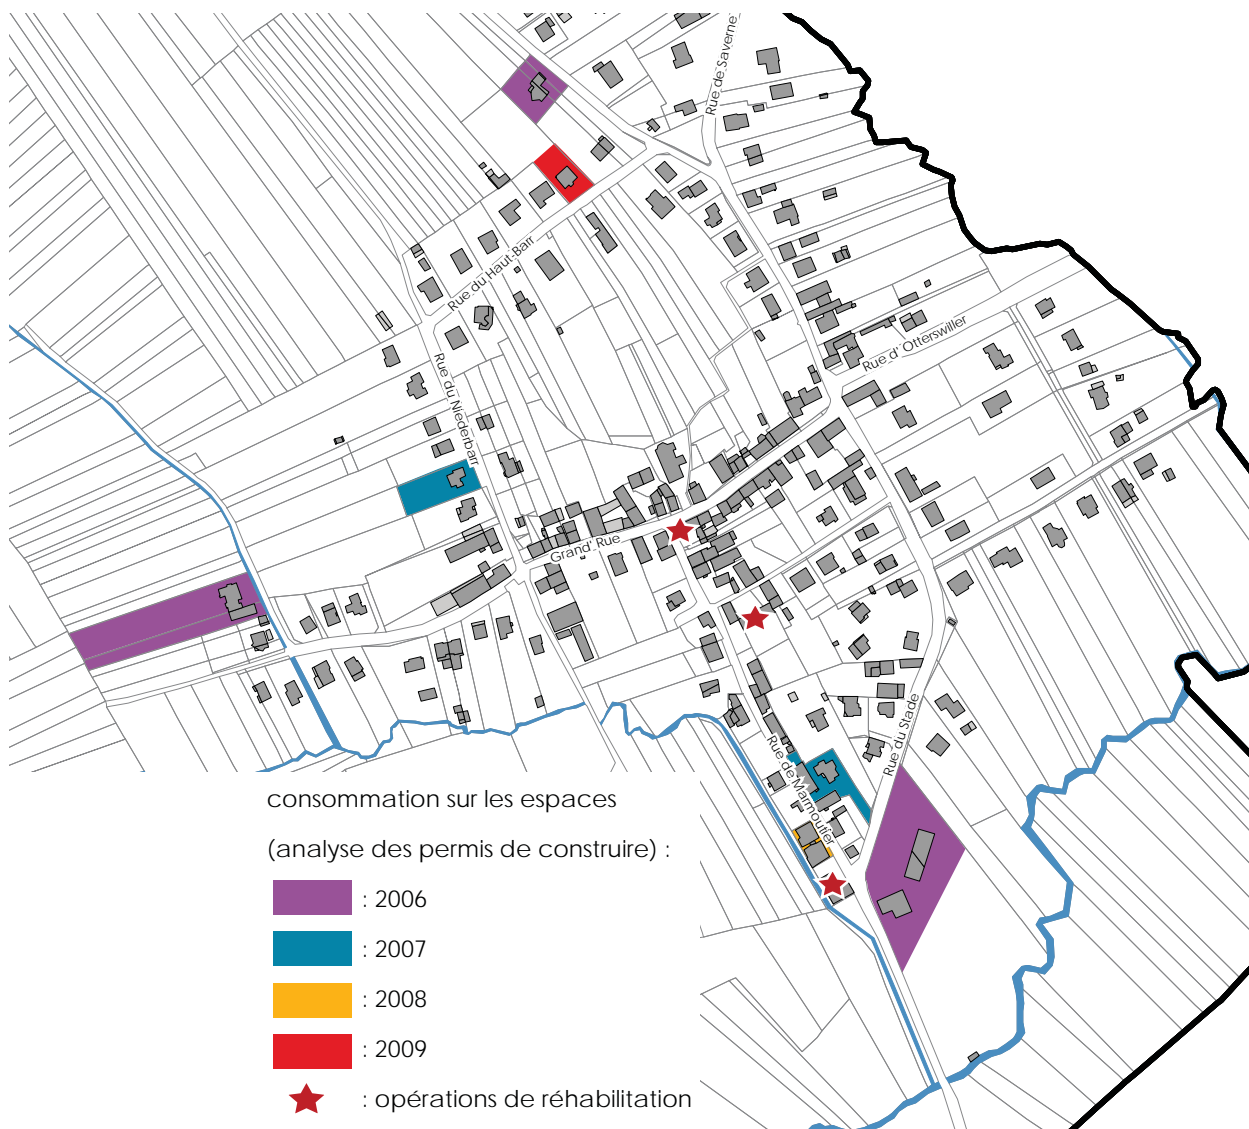 Rue de Saverne
Rue du Haut-Barr
Rue d' Otterswiller
Rue du Niederbarr
Grand' Rue
Rue du Stade
Rue de Marmoutier
consommation sur les espaces
(analyse des permis de construire) :
: 2006
: 2007
: 2008
: 2009
: opérations de réhabilitation